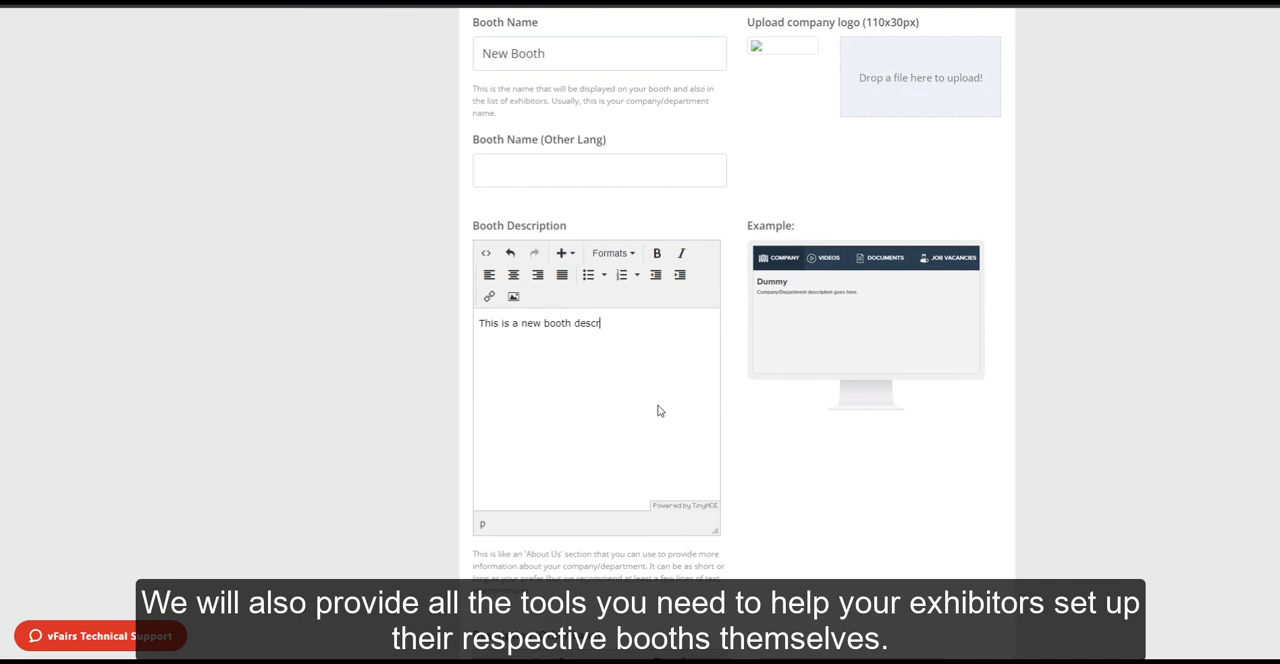 Booth Name
Upload company logo (110x30px)
New Booth
Drop a file here to upload!
This is the name that will be displayed on your booth and also in
the list of exhibitors. Usually, this is your company/department
name.
Booth Name (Other Lang)
Booth Description
Example:
Formats
B I
COMPANY VIDEOS DOCUMENTS JOB VACANCIES
Dummy
Company/Department description goes here.
This is a new booth descr
Powered by TinyMCE
p
This is like an 'About Us' section that you can use to provide more
information about your company/department. It can be as short or
We will also provide all the tools you need to help your exhibitors set up
their respective booths themselves.
vFairs Technical Support